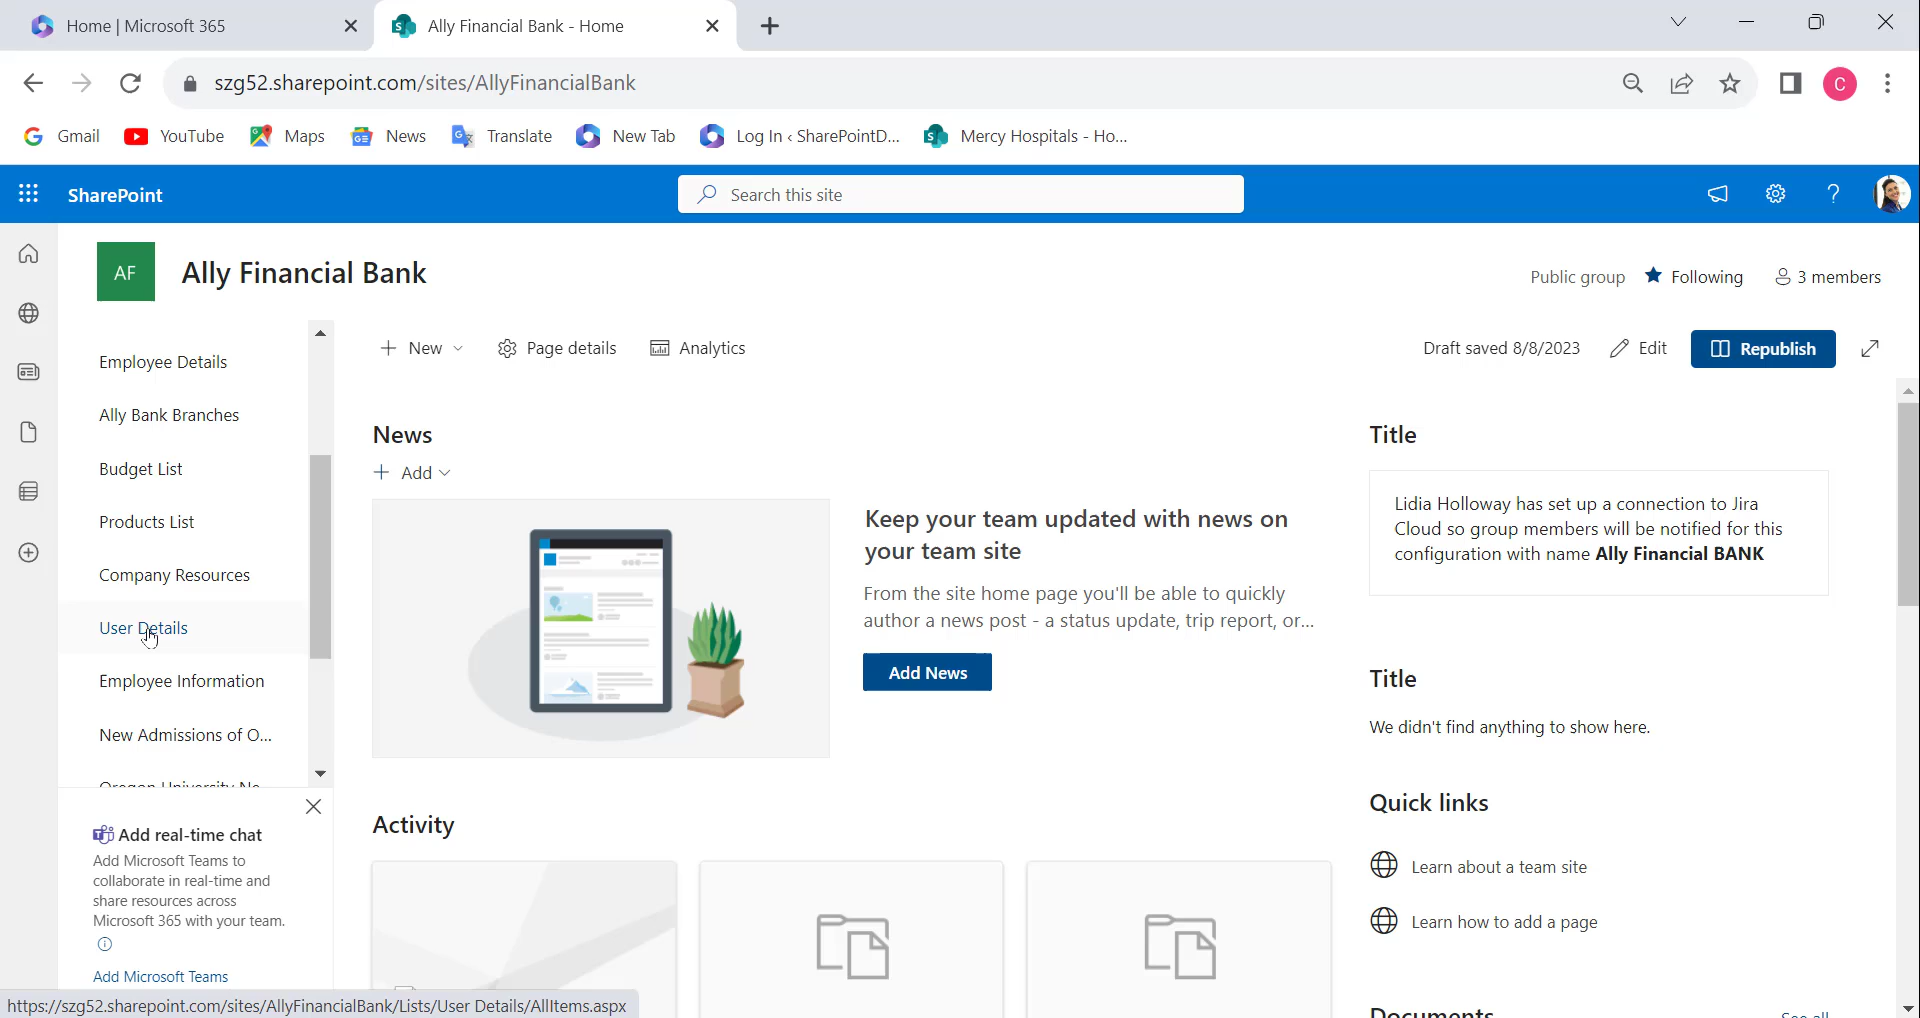 Home | Microsoft 365
Ally Financial Bank - Home
szg52.sharepoint.com/sites/AllyFinancialBank
C
Gmail
YouTube
Maps
News
Translate
New Tab
Log In ‹ SharePointD...
Mercy Hospitals - Ho...
SharePoint
Search this site
AF
Ally Financial Bank
Public group
Following
3 members
Employee Details
Ally Bank Branches
Budget List
Products List
Company Resources
User Details
Employee Information
New Admissions of O...
Oregon University Ne...
New
Page details
Analytics
Draft saved 8/8/2023
Edit
Republish
News
Add
Keep your team updated with news on
your team site
From the site home page you'll be able to quickly
author a news post - a status update, trip report, or...
Add News
Activity
Title
Lidia Holloway has set up a connection to Jira
Cloud so group members will be notified for this
configuration with name Ally Financial BANK
Title
We didn't find anything to show here.
Quick links
Learn about a team site
Learn how to add a page
Documents
See all
Add real-time chat
Add Microsoft Teams to
collaborate in real-time and
share resources across
Microsoft 365 with your team.
Add Microsoft Teams
https://szg52.sharepoint.com/sites/AllyFinancialBank/Lists/User Details/AllItems.aspx